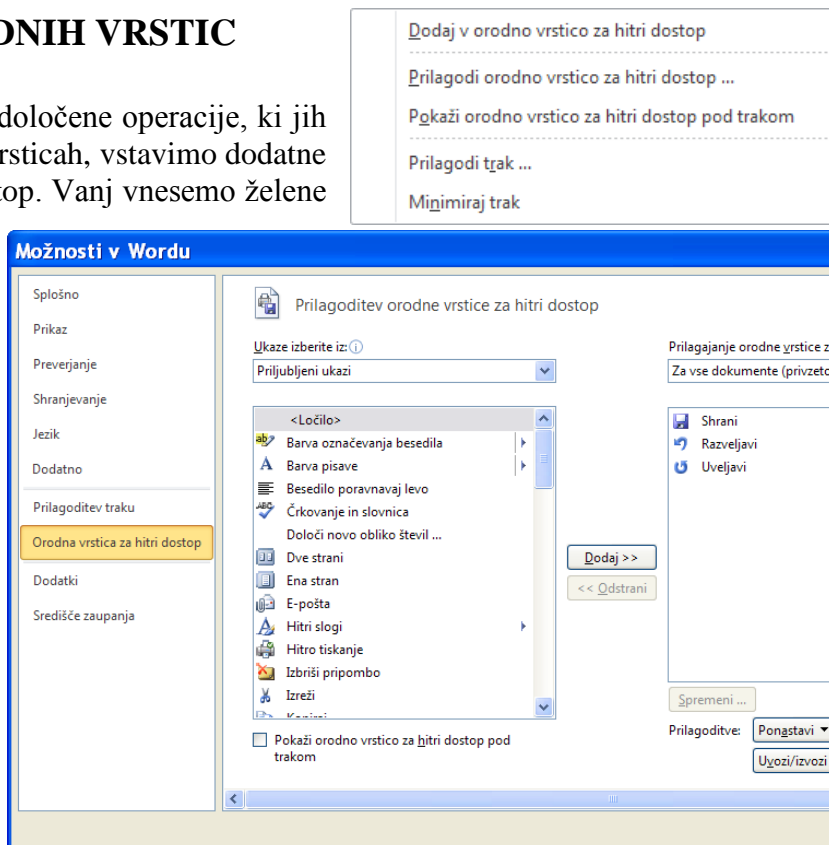 DNIH VRSTIC
določene operacije, ki jih
rsticah, vstavimo dodatne
top. Vanj vnesemo želene
Dodaj v orodno vrstico za hitri dostop
Prilagodi orodno vrstico za hitri dostop ...
Pokaži orodno vrstico za hitri dostop pod trakom
Prilagodi trak ...
Minimiraj trak
Možnosti v Wordu
Splošno
Prikaz
Preverjanje
Shranjevanje
Jezik
Dodatno
Prilagoditev traku
Orodna vrstica za hitri dostop
Dodatki
Središče zaupanja
Prilagoditev orodne vrstice za hitri dostop
Ukaze izberite iz:
Priljubljeni ukazi
<Ločilo>
Barva označevanja besedila
Barva pisave
Besedilo poravnavaj levo
Črkovanje in slovnica
Določi novo obliko števil ...
Dve strani
Ena stran
E-pošta
Hitri slogi
Hitro tiskanje
Izbriši pripombo
Izreži
Kopiraj
Pokaži orodno vrstico za hitri dostop pod
trakom
Dodaj >>
<< Odstrani
Prilagajanje orodne vrstice z
Za vse dokumente (privzeto
Shrani
Razveljavi
Uveljavi
Spremeni ...
Prilagoditve: Ponastavi
Uvozi/izvozi